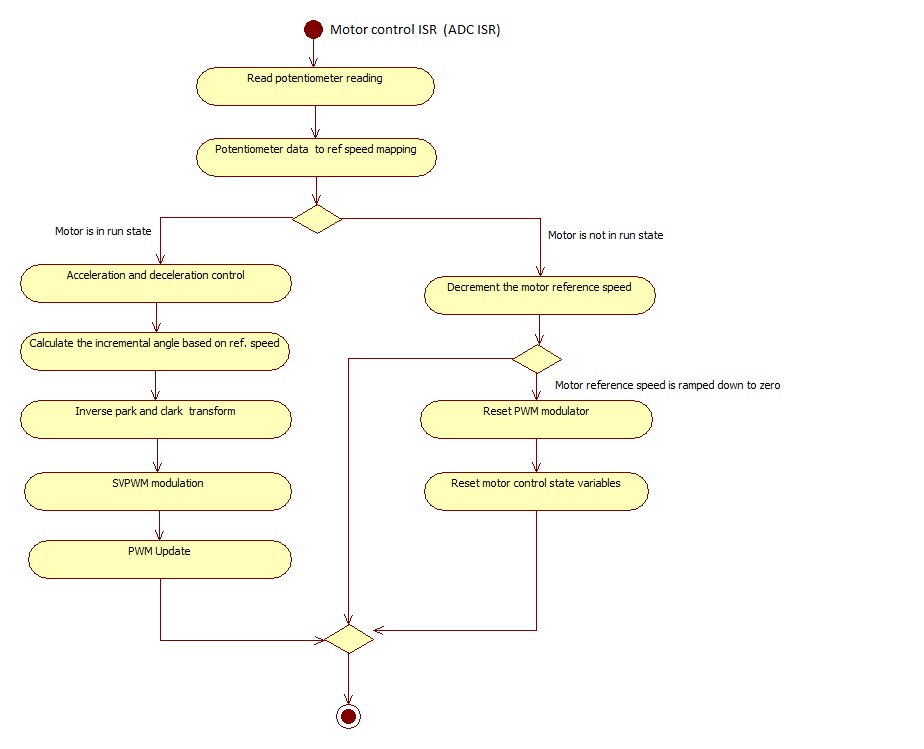 Motor control ISR (ADC ISR)
Read potentiometer reading
Potentiometer data to ref speed mapping
Motor is in run state
Motor is not in run state
Acceleration and deceleration control
Decrement the motor reference speed
Calculate the incremental angle based on ref. speed
Motor reference speed is ramped down to zero
Inverse park and clark transform
Reset PWM modulator
SVPWM modulation
Reset motor control state variables
PWM Update